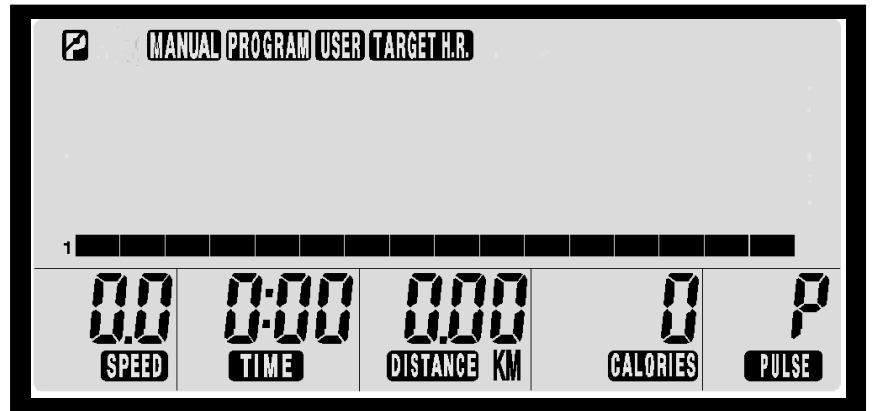 P MANUAL PROGRAM USER TARGET H.R.
1
0.0 0:00 0.00 0 P
SPEED TIME DISTANCE KM CALORIES PULSE